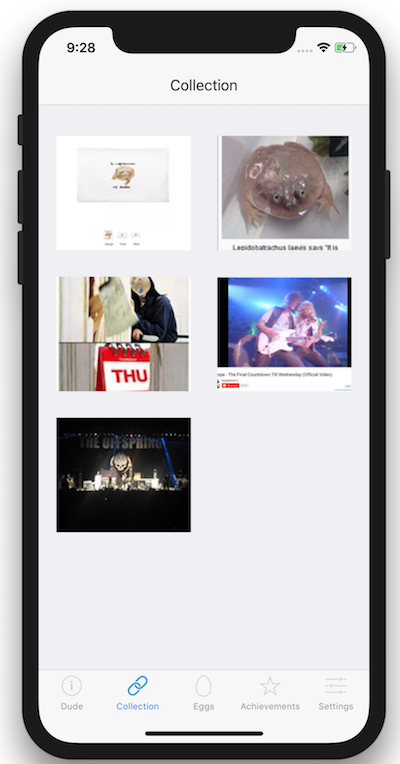 9:28
Collection
Lepidobatrachus laevis says "It is
THU
ope - The Final Countdown Till Wednesday (Official Video)
THE OFFSPRING
Dude
Collection
Eggs
Achievements
Settings